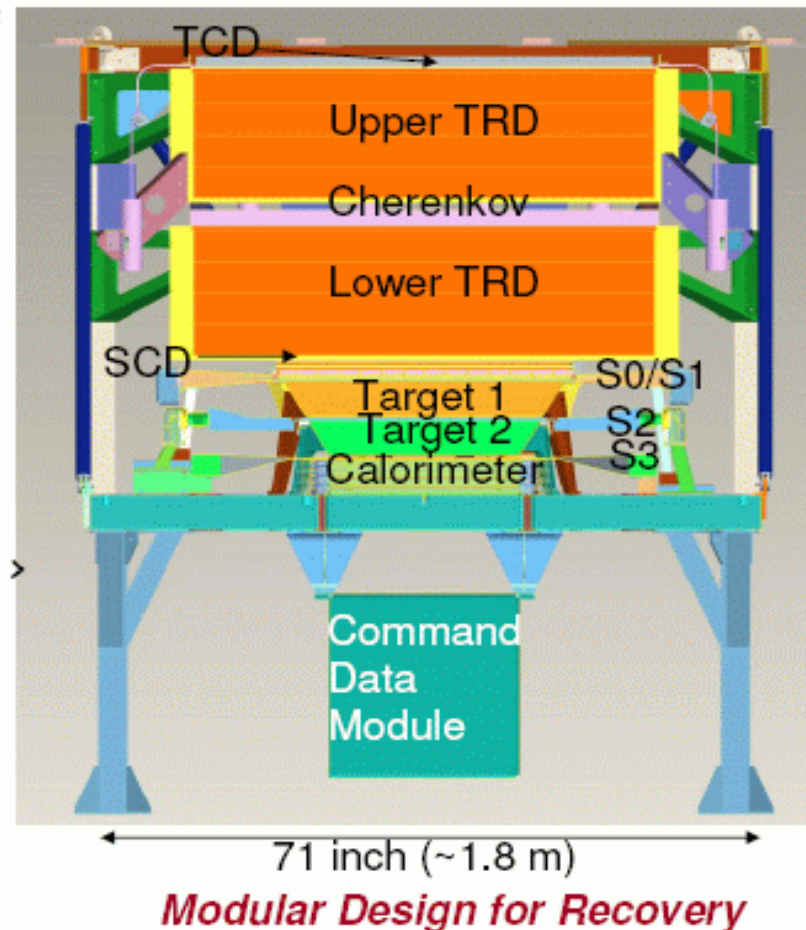 TCD
Upper TRD
Cherenkov
Lower TRD
SCD
S0/S1
Target 1
S2
Target 2
S3
Calorimeter
Command
Data
Module
71 inch (~1.8 m)
Modular Design for Recovery